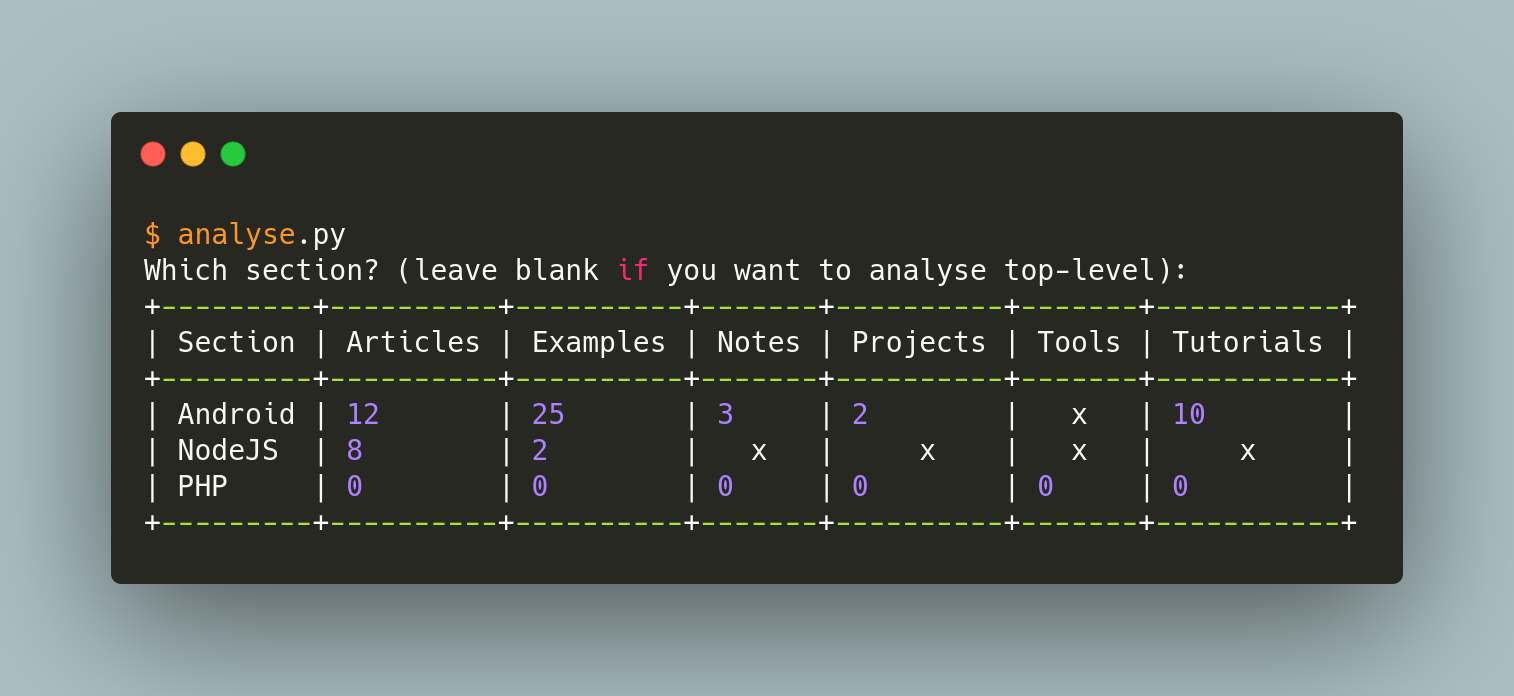 $ analyse.py
Which section? (leave blank if you want to analyse top-level):
+---------+----------+----------+-------+----------+-------+-----------+
| Section | Articles | Examples | Notes | Projects | Tools | Tutorials |
+---------+----------+----------+-------+----------+-------+-----------+
| Android | 12       | 25       | 3     | 2        |   x   | 10        |
| NodeJS  | 8        | 2        |   x   |     x    |   x   |     x     |
| PHP     | 0        | 0        | 0     | 0        | 0     | 0         |
+---------+----------+----------+-------+----------+-------+-----------+